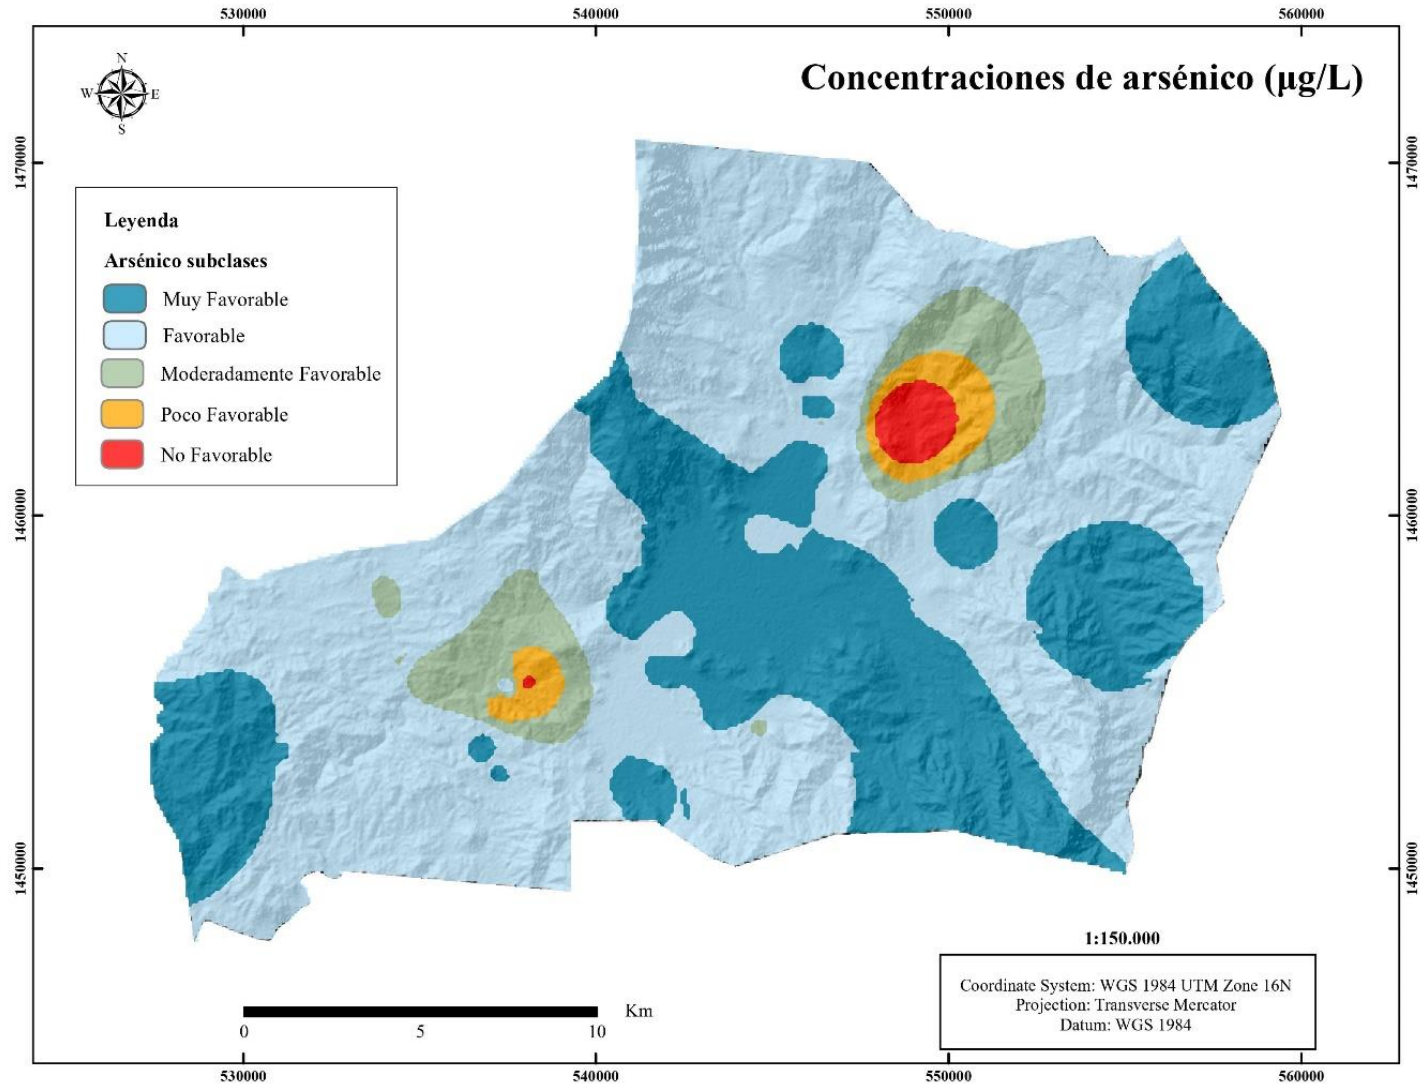 530000 540000 550000 560000
N
W E
S
Concentraciones de arsénico (µg/L)
1470000 1470000
Leyenda
Arsénico subclases
Muy Favorable
Favorable
Moderadamente Favorable
Poco Favorable
No Favorable
1460000 1460000
1450000 1450000
1:150.000
Coordinate System: WGS 1984 UTM Zone 16N
Projection: Transverse Mercator
Datum: WGS 1984
Km
0 5 10
530000 540000 550000 560000